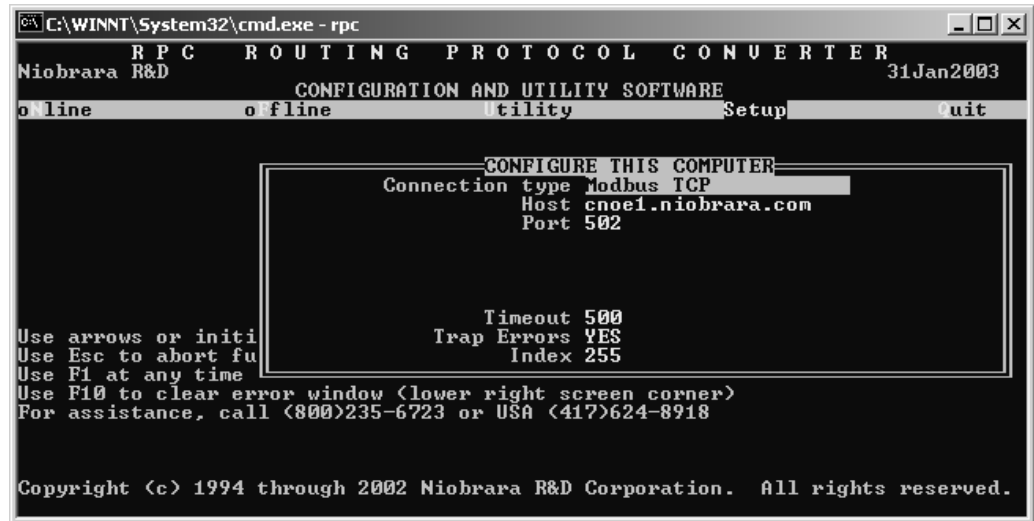 C:\WINNT\System32\cmd.exe - rpc
R P C R O U T I N G P R O T O C O L C O N V E R T E R
Niobrara R&D 31Jan2003
CONFIGURATION AND UTILITY SOFTWARE
oNline oFfline Utility Setup Quit
CONFIGURE THIS COMPUTER
Connection type Modbus TCP
Host cnoe1.niobrara.com
Port 502
Timeout 500
Use arrows or initi Trap Errors YES
Use Esc to abort fu Index 255
Use F1 at any time
Use F10 to clear error window (lower right screen corner)
For assistance, call (800)235-6723 or USA (417)624-8918
Copyright (c) 1994 through 2002 Niobrara R&D Corporation. All rights reserved.